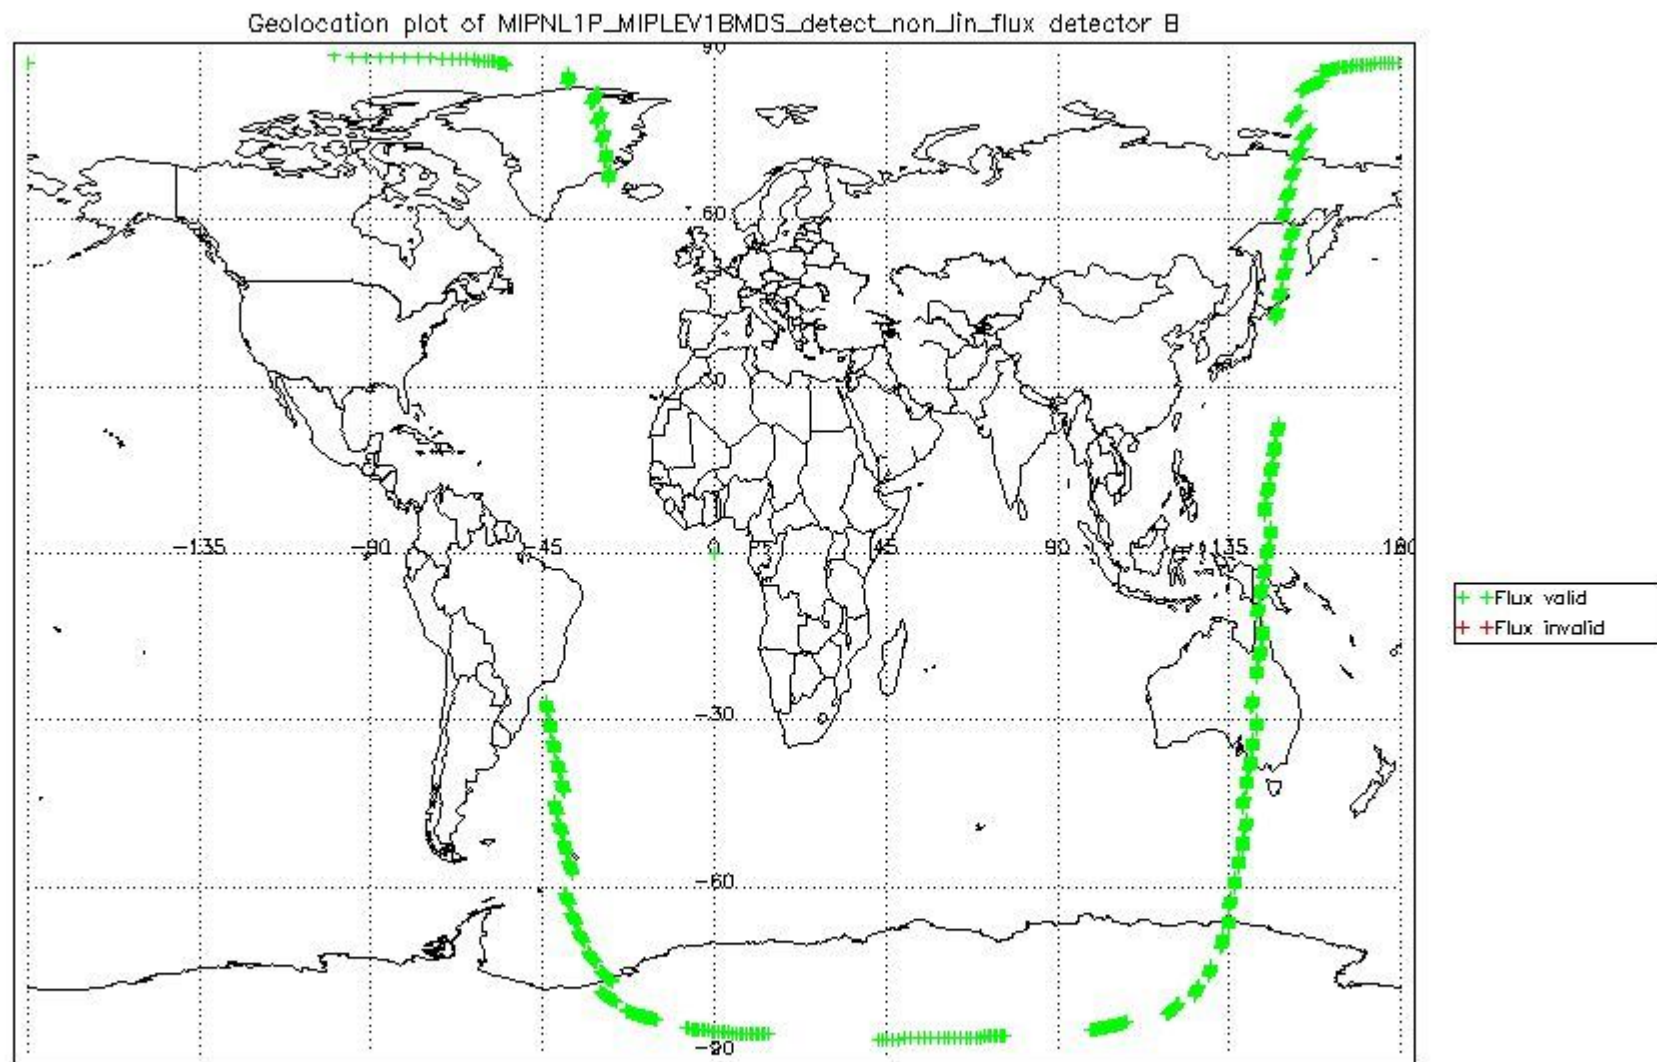 Geolocation plot of MIPNL1P_MIPLEV1BMDS_detect_non_lin_flux detector B
90
60
30
-135 -90 -45 0 45 90 135 180
-30
-60
-90
Flux valid
Flux invalid